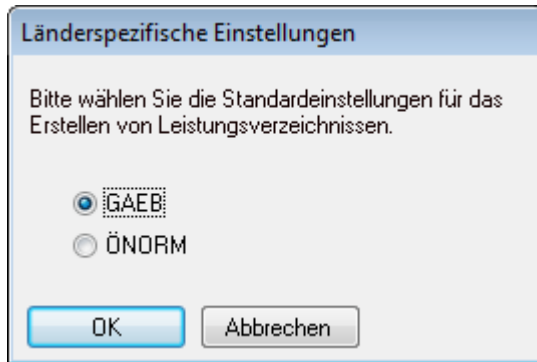 Länderspezifische Einstellungen
Bitte wählen Sie die Standardeinstellungen für das
Erstellen von Leistungsverzeichnissen.
GAEB
ÖNORM
OK
Abbrechen